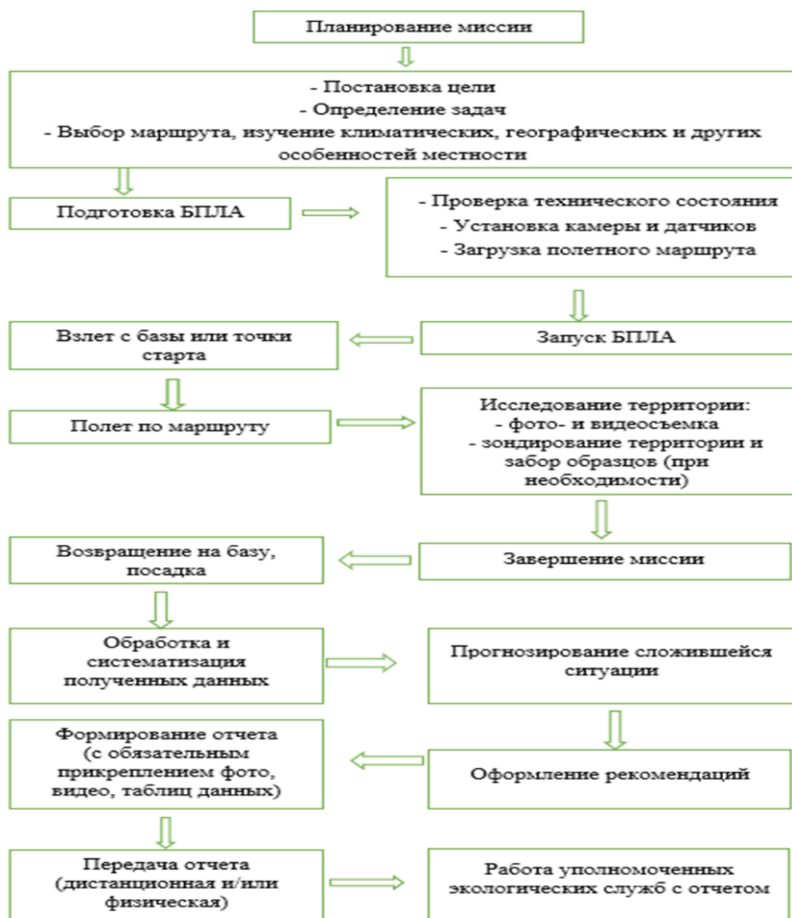 Планирование миссии
- Постановка цели
- Определение задач
- Выбор маршрута, изучение климатических, географических и других
особенностей местности
Подготовка БПЛА
- Проверка технического состояния
- Установка камеры и датчиков
- Загрузка полетного маршрута
Запуск БПЛА
Взлет с базы или точки
старта
Полет по маршруту
Исследование территории:
- фото- и видеосъемка
- зондирование территории и
забор образцов (при
необходимости)
Завершение миссии
Возвращение на базу,
посадка
Обработка и
систематизация
полученных данных
Прогнозирование сложившейся
ситуации
Оформление рекомендаций
Формирование отчета
(с обязательным
прикреплением фото,
видео, таблиц данных)
Передача отчета
(дистанционная и/или
физическая)
Работа уполномоченных
экологических служб с отчетом